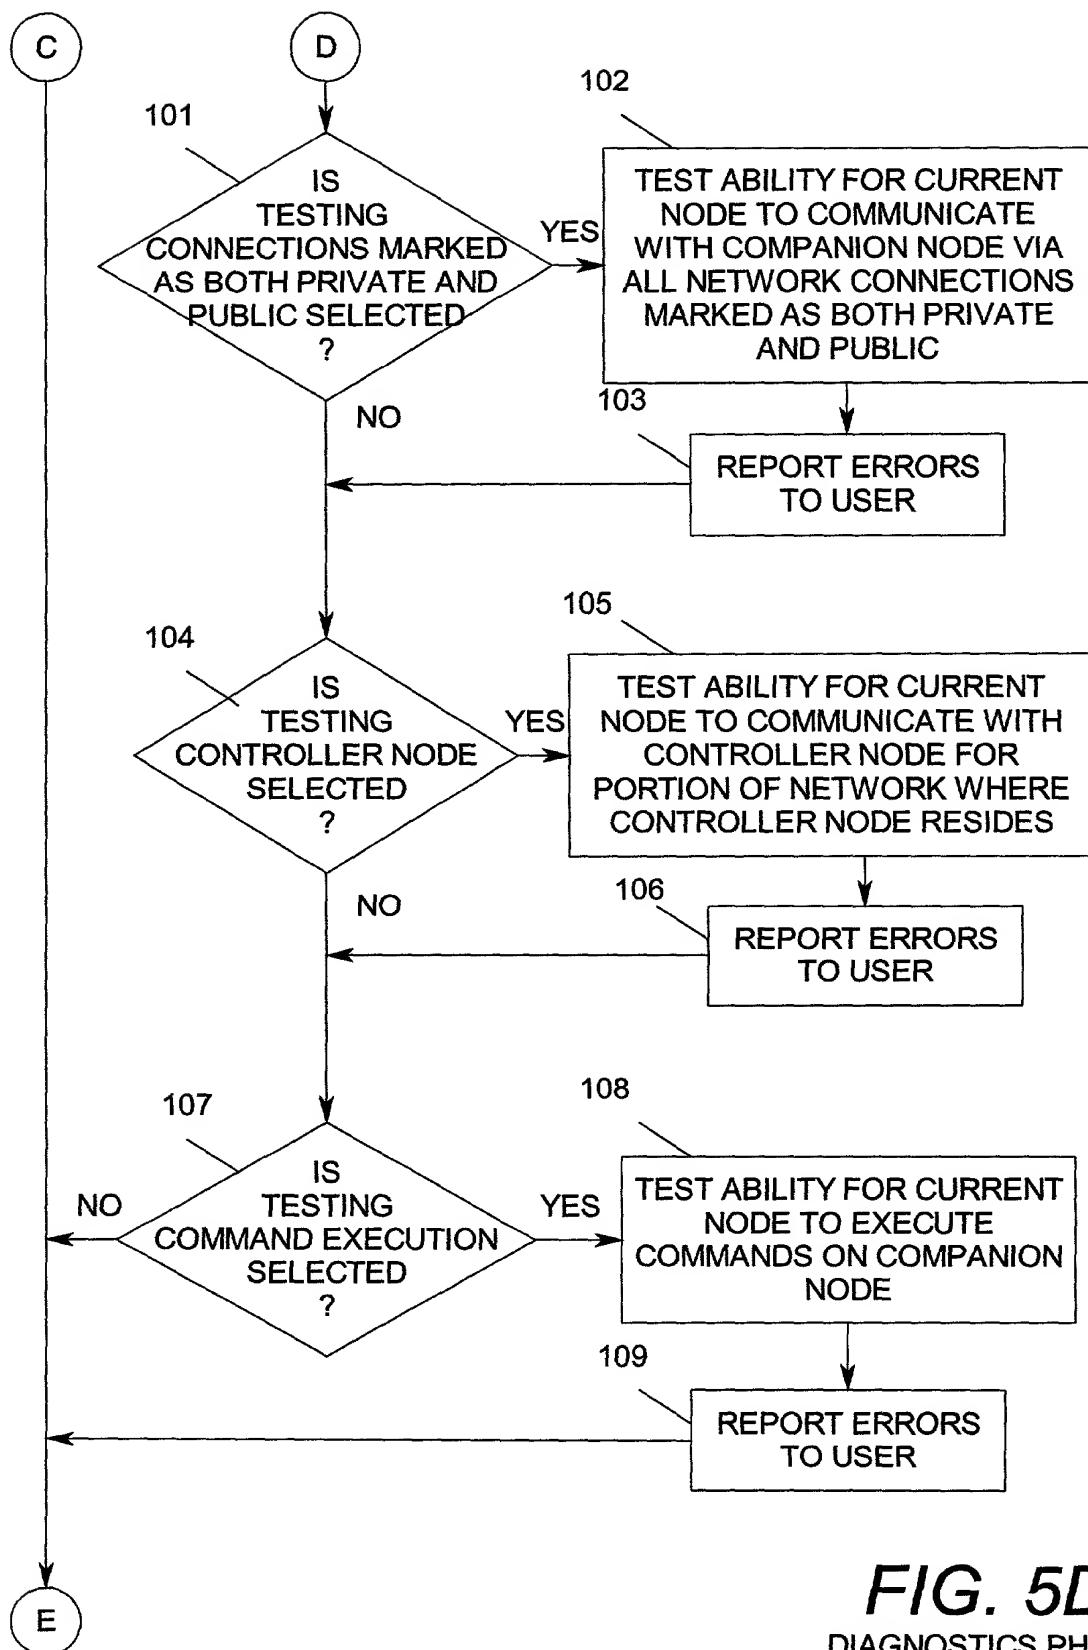 C
D
101
IS
TESTING
CONNECTIONS MARKED
AS BOTH PRIVATE AND
PUBLIC SELECTED
?
YES
NO
102
TEST ABILITY FOR CURRENT
NODE TO COMMUNICATE
WITH COMPANION NODE VIA
ALL NETWORK CONNECTIONS
MARKED AS BOTH PRIVATE
AND PUBLIC
103
REPORT ERRORS
TO USER
104
IS
TESTING
CONTROLLER NODE
SELECTED
?
YES
NO
105
TEST ABILITY FOR CURRENT
NODE TO COMMUNICATE WITH
CONTROLLER NODE FOR
PORTION OF NETWORK WHERE
CONTROLLER NODE RESIDES
106
REPORT ERRORS
TO USER
107
IS
TESTING
COMMAND EXECUTION
SELECTED
?
NO
YES
108
TEST ABILITY FOR CURRENT
NODE TO EXECUTE
COMMANDS ON COMPANION
NODE
109
REPORT ERRORS
TO USER
E
FIG. 5D
DIAGNOSTICS PH